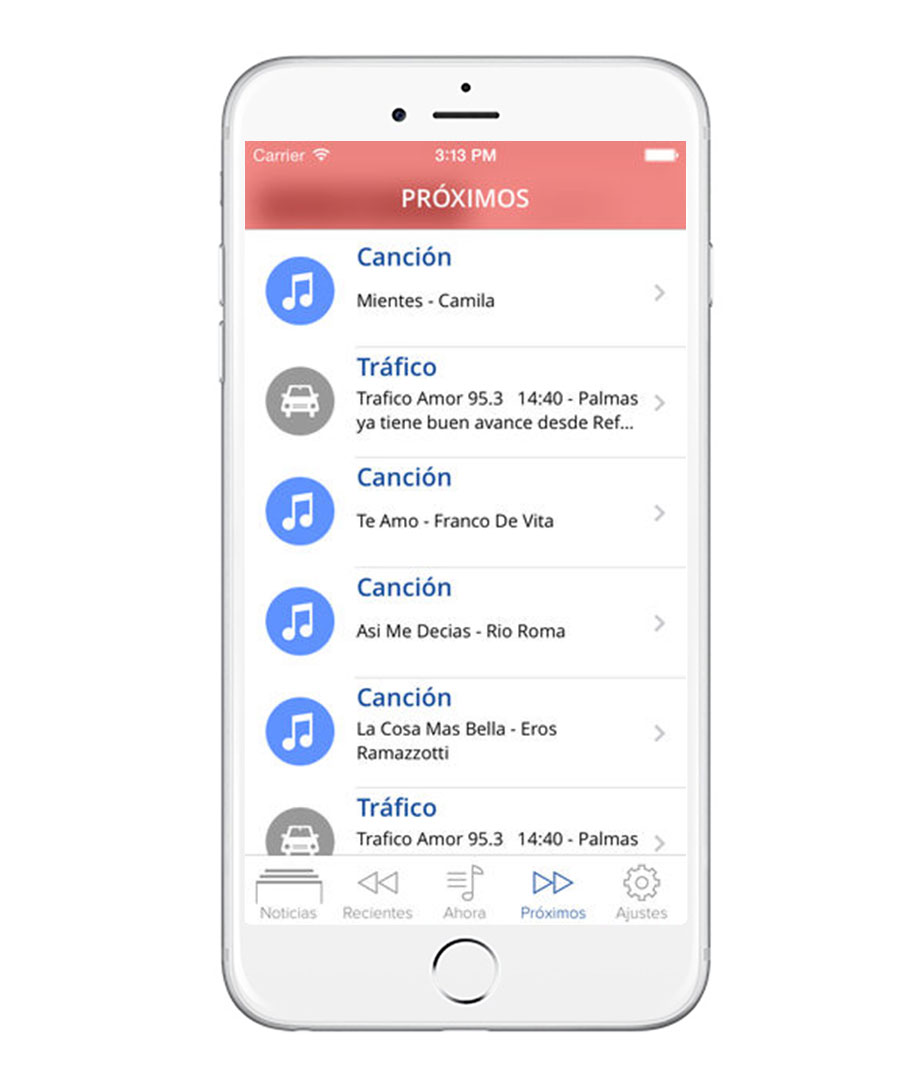 Carrier 3:13 PM
PRÓXIMOS
Canción
Mientes - Camila
Tráfico
Trafico Amor 95.3 14:40 - Palmas
ya tiene buen avance desde Ref...
Canción
Te Amo - Franco De Vita
Canción
Asi Me Decias - Rio Roma
Canción
La Cosa Mas Bella - Eros
Ramazzotti
Tráfico
Trafico Amor 95.3 14:40 - Palmas
Noticias Recientes Ahora Próximos Ajustes